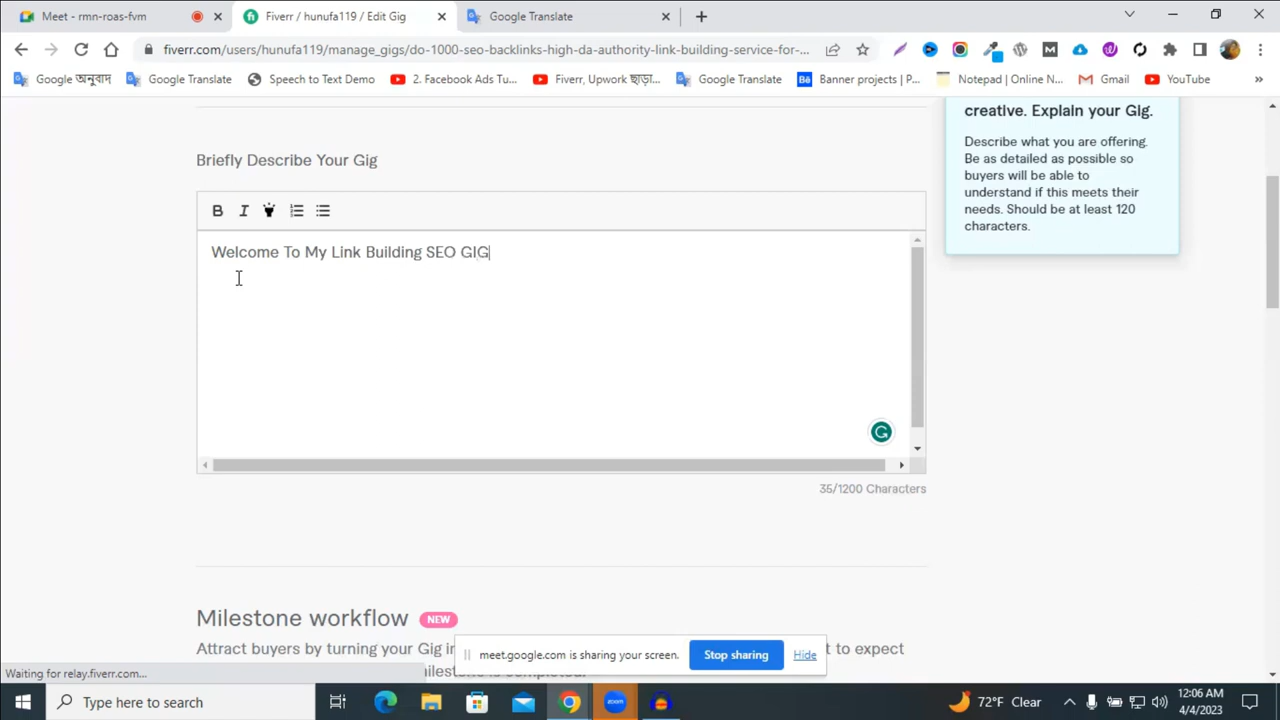 Meet - rmn-roas-fvm
Fiverr / hunufa119 / Edit Gig
Google Translate
fiverr.com/users/hunufa119/manage_gigs/do-1000-seo-backlinks-high-da-authority-link-building-service-for-...
Google অনুবাদ
Google Translate
Speech to Text Demo
2. Facebook Ads Tu...
Fiverr, Upwork ছাড়া...
Google Translate
Banner projects | P...
Notepad | Online N...
Gmail
YouTube
creative. Explain your Gig.
Describe what you are offering.
Be as detailed as possible so
buyers will be able to
understand if this meets their
needs. Should be at least 120
characters.
Briefly Describe Your Gig
Welcome To My Link Building SEO GIG
35/1200 Characters
Milestone workflow NEW
Attract buyers by turning your Gig in
t to expect
milestone is completed.
meet.google.com is sharing your screen.
Stop sharing
Hide
Waiting for relay.fiverr.com...
Type here to search
72°F Clear
12:06 AM
4/4/2023